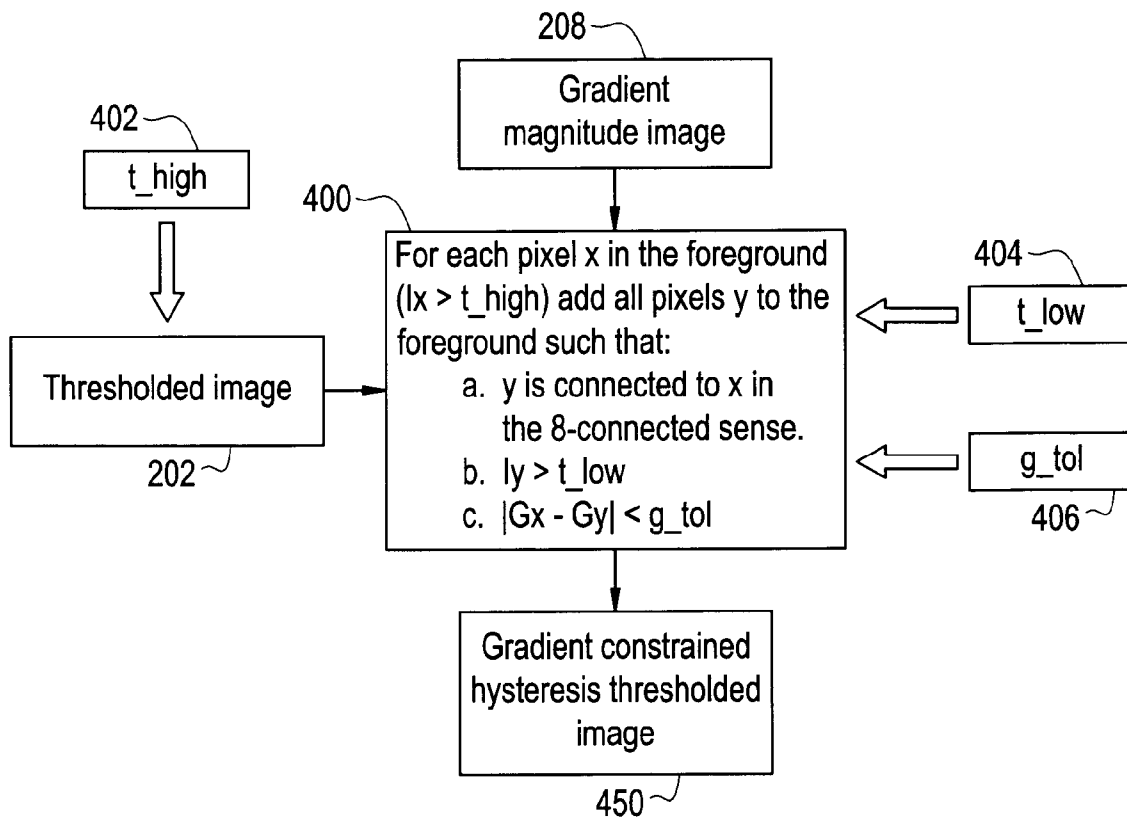 208
Gradient
magnitude image
402
t_high
400
For each pixel x in the foreground
(Ix > t_high) add all pixels y to the
foreground such that:
a. y is connected to x in
the 8-connected sense.
b. Iy > t_low
c. |Gx - Gy| < g_tol
404
t_low
Thresholded image
202
g_tol
406
Gradient constrained
hysteresis thresholded
image
450